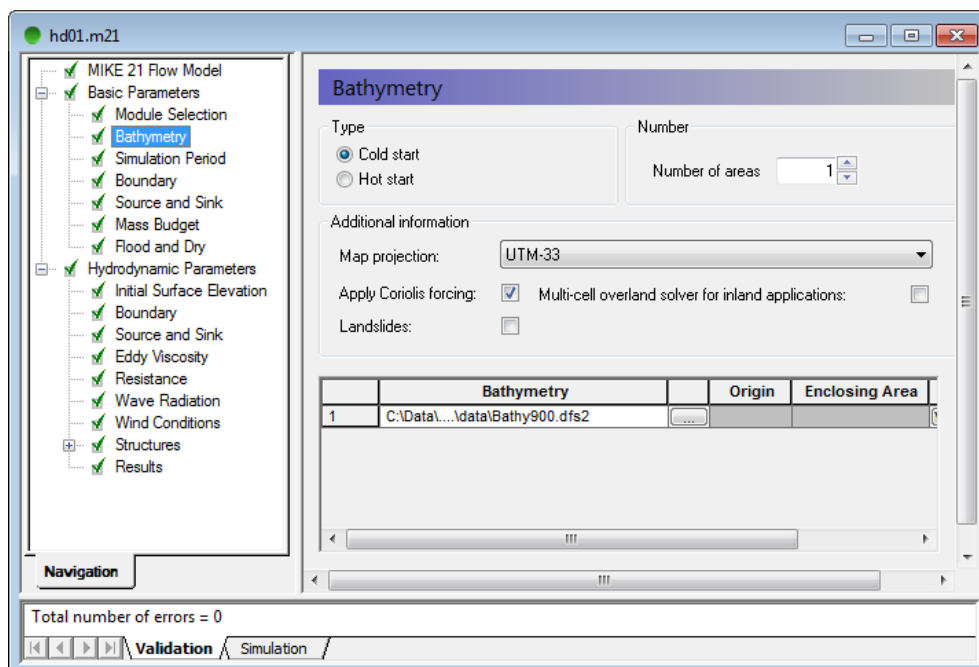 hd01.m21
MIKE 21 Flow Model
Basic Parameters
Module Selection
Bathymetry
Simulation Period
Boundary
Source and Sink
Mass Budget
Flood and Dry
Hydrodynamic Parameters
Initial Surface Elevation
Boundary
Source and Sink
Eddy Viscosity
Resistance
Wave Radiation
Wind Conditions
Structures
Results
Navigation
Bathymetry
Type
Cold start
Hot start
Number
Number of areas 1
Additional information
Map projection: UTM-33
Apply Coriolis forcing: Multi-cell overland solver for inland applications:
Landslides:
Bathymetry Origin Enclosing Area
1 C:\Data\....\data\Bathy900.dfs2 ...
Total number of errors = 0
Validation Simulation